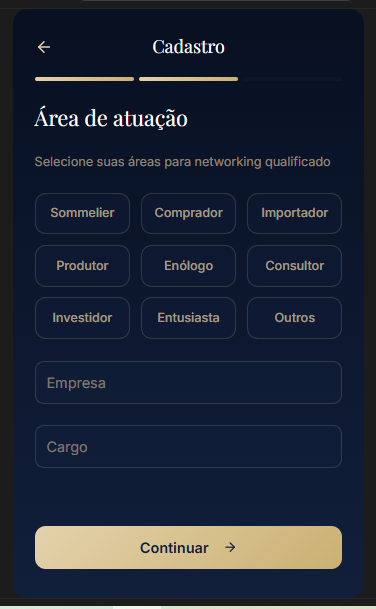 Cadastro
Área de atuação
Selecione suas áreas para networking qualificado
Sommelier Comprador Importador
Produtor Enólogo Consultor
Investidor Entusiasta Outros
Empresa
Cargo
Continuar